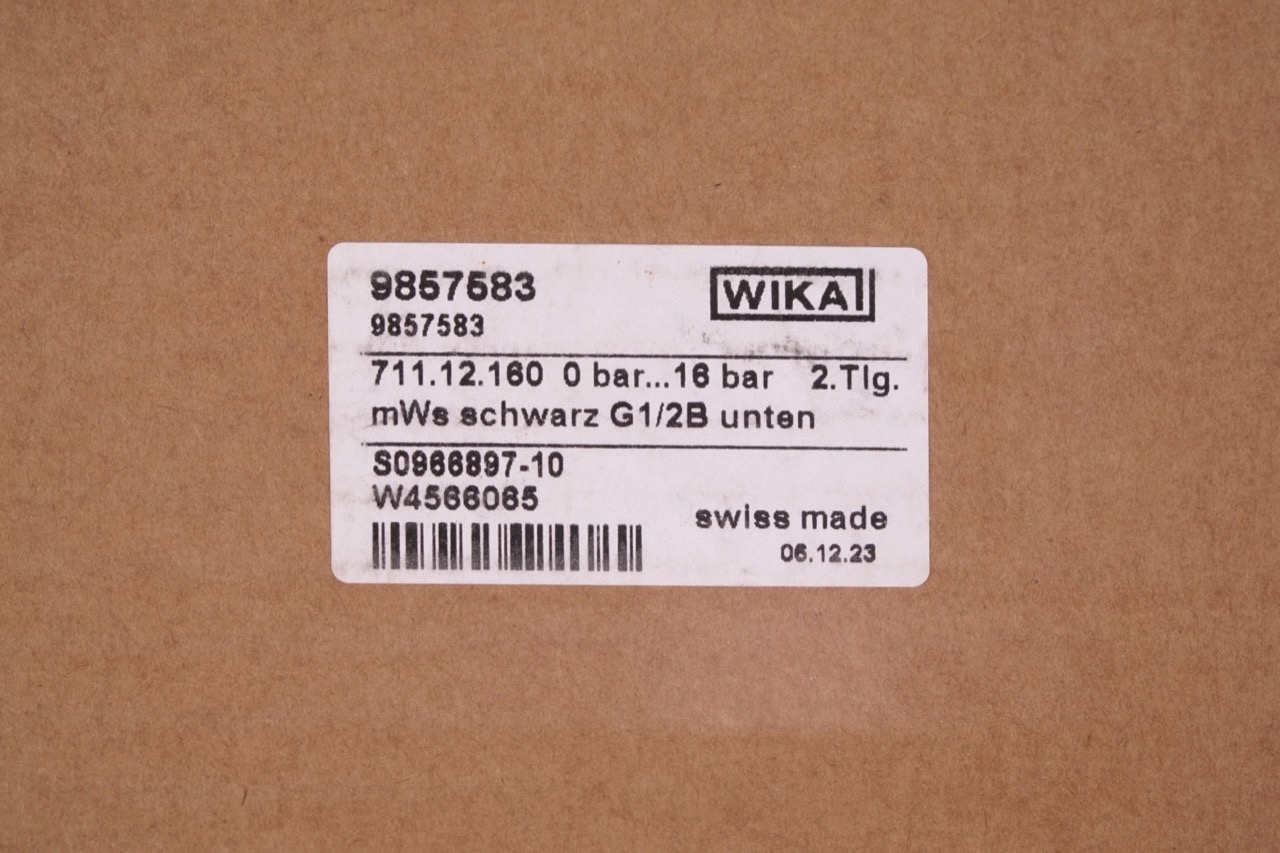 9857583
WIKA
9857583
711.12.160 0 bar...16 bar 2.Tlg.
mWs schwarz G1/2B unten
S0966897-10
W4566065
swiss made
06.12.23